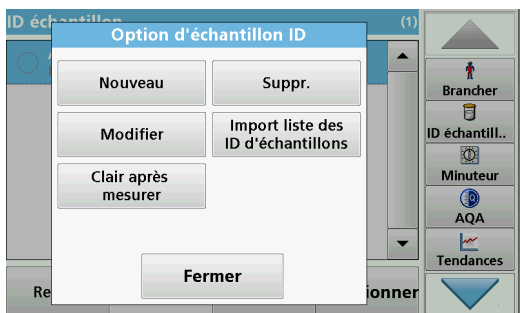 ID échantillon
(1)
Option d'échantillon ID
Nouveau
Suppr.
Modifier
Import liste des
ID d'échantillons
Clair après
mesurer
Fermer
Re
ionner
Brancher
ID échantill..
Minuteur
AQA
Tendances